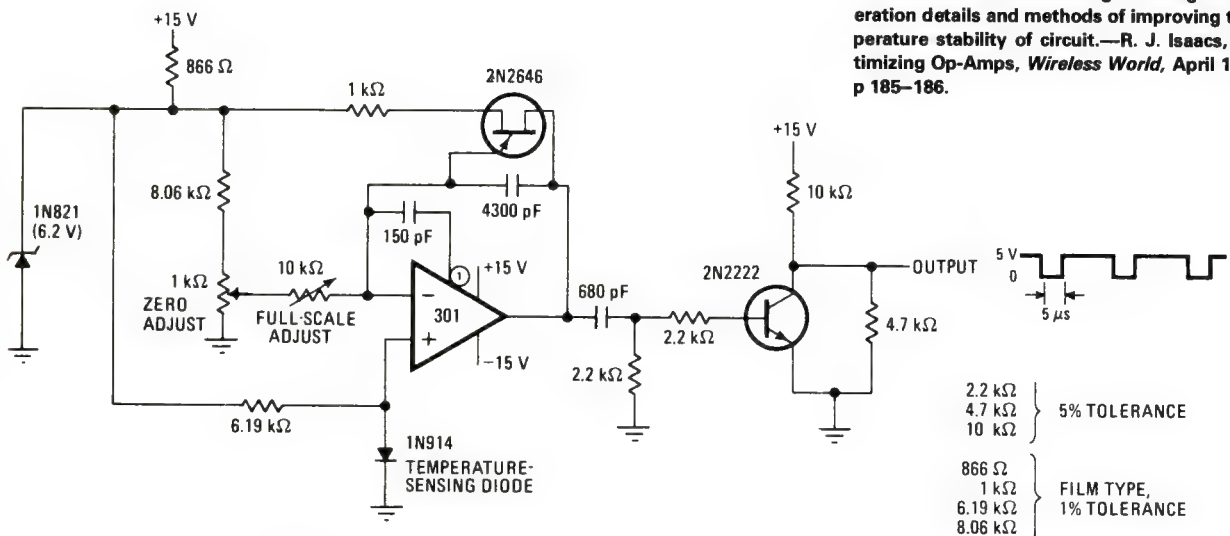 eration details and methods of improving t
perature stability of circuit.—R. J. Isaacs,
timizing Op-Amps, Wireless World, April 1
p 185–186.
+15 V
866 Ω
1 kΩ
2N2646
+15 V
8.06 kΩ
4300 pF
10 kΩ
1N821
(6.2 V)
150 pF
1 kΩ
ZERO
ADJUST
10 kΩ
FULL-SCALE
ADJUST
1
+15 V
301
−
+
−15 V
680 pF
2N2222
OUTPUT
5 V
0
5 μs
2.2 kΩ
4.7 kΩ
2.2 kΩ
6.19 kΩ
1N914
TEMPERATURE-
SENSING DIODE
2.2 kΩ
4.7 kΩ
10 kΩ
5% TOLERANCE
866 Ω
1 kΩ
6.19 kΩ
8.06 kΩ
FILM TYPE,
1% TOLERANCE